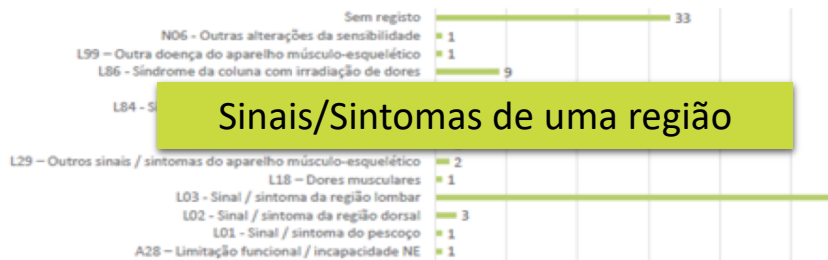 Sem registo 33
N06 - Outras alterações da sensibilidade 1
L99 – Outra doença do aparelho músculo-esquelético 1
L86 - Síndrome da coluna com irradiação de dores 9
L84 - S
Sinais/Sintomas de uma região
L29 – Outros sinais / sintomas do aparelho músculo-esquelético 2
L18 – Dores musculares 1
L03 - Sinal / sintoma da região lombar
L02 - Sinal / sintoma da região dorsal 3
L01 - Sinal / sintoma do pescoço 1
A28 – Limitação funcional / incapacidade NE 1